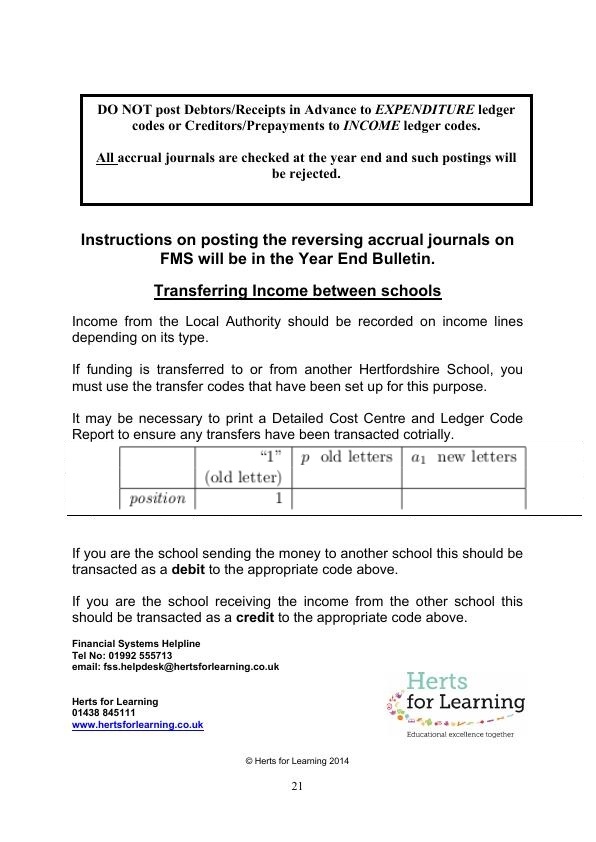 DO NOT post Debtors/Receipts in Advance to EXPENDITURE ledger
codes or Creditors/Prepayments to INCOME ledger codes.
All accrual journals are checked at the year end and such postings will
be rejected.
Instructions on posting the reversing accrual journals on
FMS will be in the Year End Bulletin.
Transferring Income between schools
Income from the Local Authority should be recorded on income lines
depending on its type.
If funding is transferred to or from another Hertfordshire School, you
must use the transfer codes that have been set up for this purpose.
It may be necessary to print a Detailed Cost Centre and Ledger Code
Report to ensure any transfers have been transacted cotrially.
“1” p old letters a₁ new letters
(old letter)
position 1
If you are the school sending the money to another school this should be
transacted as a debit to the appropriate code above.
If you are the school receiving the income from the other school this
should be transacted as a credit to the appropriate code above.
Financial Systems Helpline
Tel No: 01992 555713
email: fss.helpdesk@hertsforlearning.co.uk
Herts for Learning
01438 845111
www.hertsforlearning.co.uk
Herts
for Learning
Educational excellence together
© Herts for Learning 2014
21